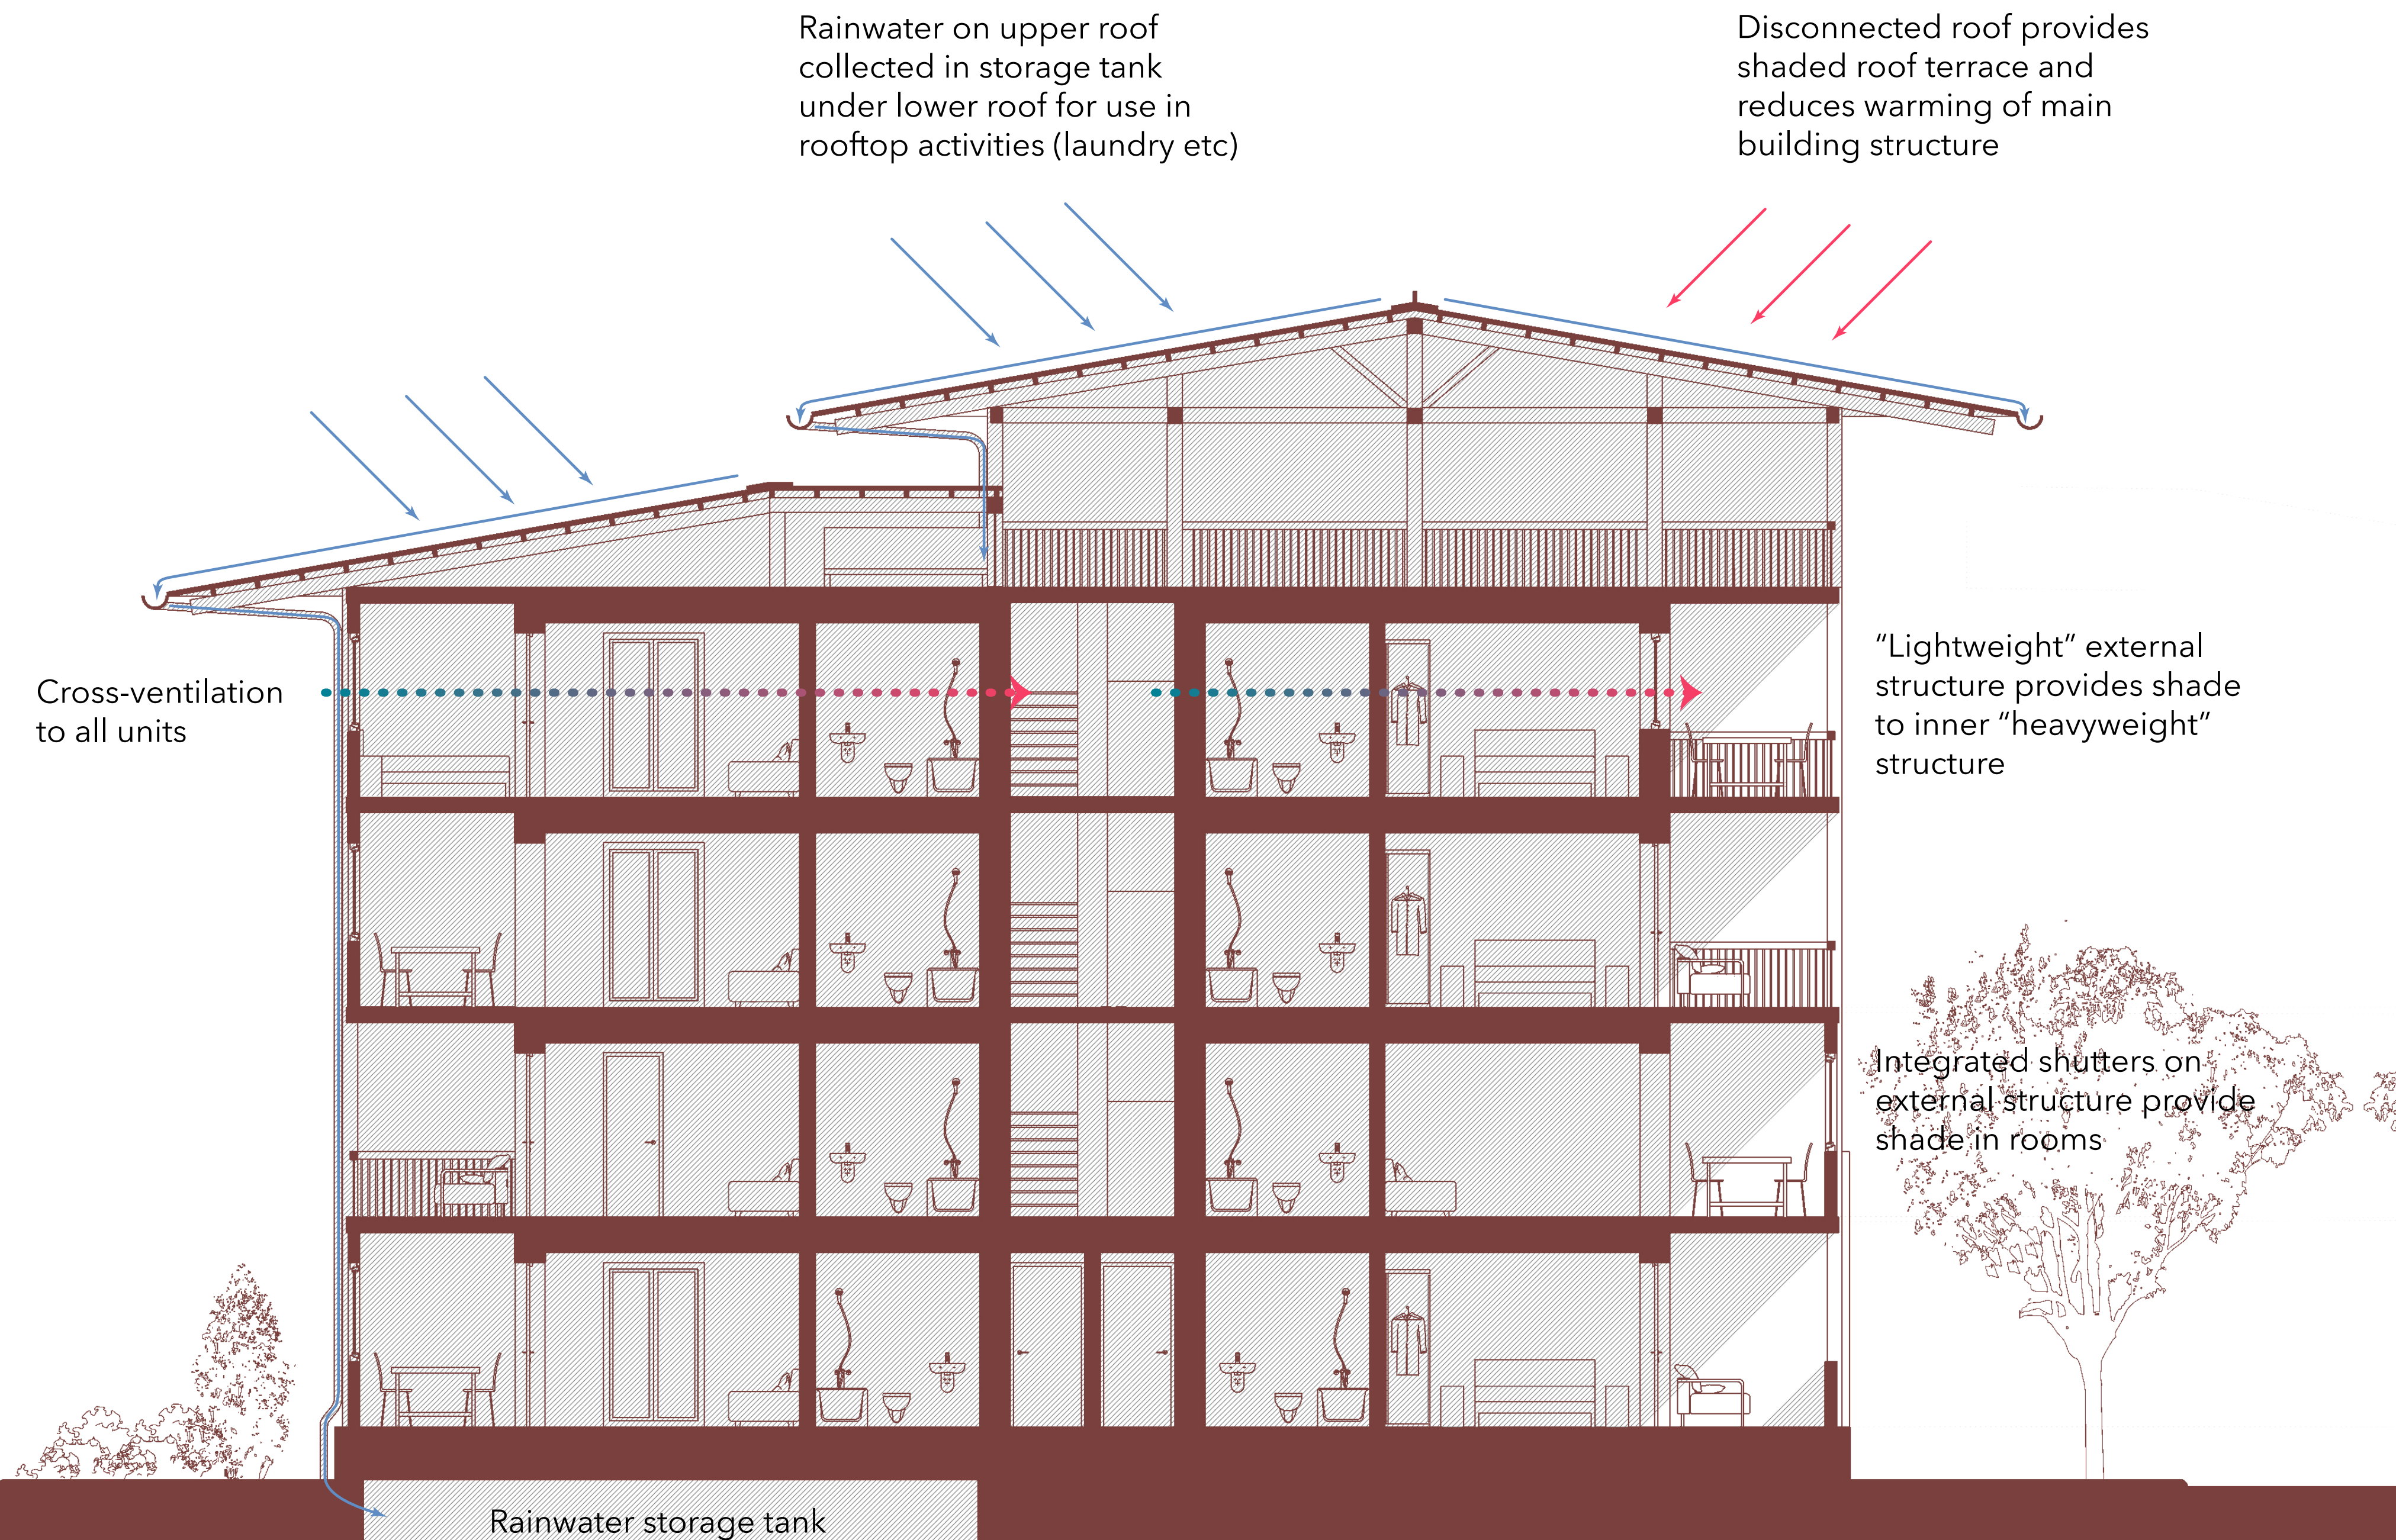 Rainwater on upper roof
collected in storage tank
under lower roof for use in
rooftop activities (laundry etc)
Disconnected roof provides
shaded roof terrace and
reduces warming of main
building structure
Cross-ventilation
to all units
“Lightweight” external
structure provides shade
to inner “heavyweight”
structure
Integrated shutters on
external structure provide
shade in rooms
Rainwater storage tank